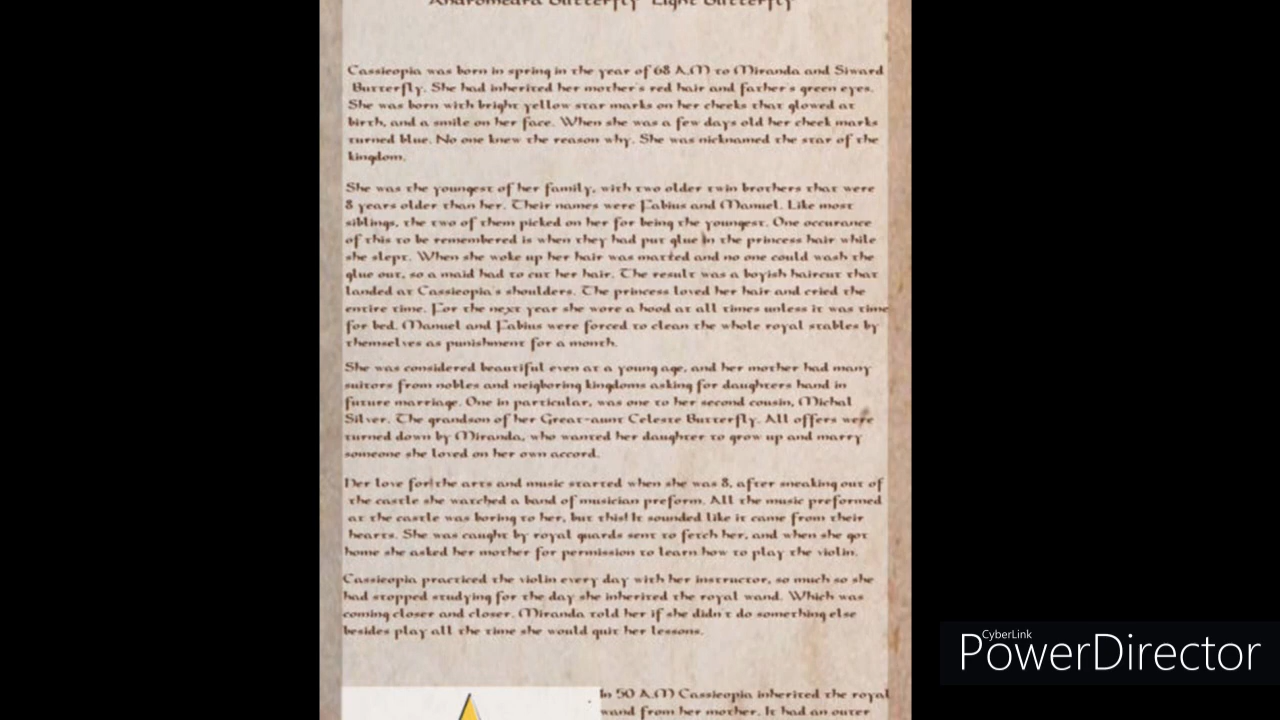 Andromedra Butterfly Light Butterfly
Cassieopia was born in spring in the year of 68 A.M to Miranda and Siward
Butterfly. She had inherited her mother's red hair and father's green eyes.
She was born with bright yellow star marks on her cheeks that glowed at
birth, and a smile on her face. When she was a few days old her cheek marks
turned blue. No one knew the reason why. She was nicknamed the star of the
kingdom.
She was the youngest of her family, with two older twin brothers that were
8 years older than her. Their names were Fabius and Manuel. Like most
siblings, the two of them picked on her for being the youngest. One occurance
of this to be remembered is when they had put glue in the princess hair while
she slept. When she woke up her hair was matted and no one could wash the
glue out, so a maid had to cut her hair. The result was a boyish haircut that
landed at Cassieopia's shoulders. The princess loved her hair and cried the
entire time. For the next year she wore a hood at all times unless it was time
for bed. Manuel and Fabius were forced to clean the whole royal stables by
themselves as punishment for a month.
She was considered beautiful even at a young age, and her mother had many
suitors from nobles and neigboring kingdoms asking for daughters hand in
future marriage. One in particular, was one to her second cousin, Michal
Silver. The grandson of her Great-aunt Celeste Butterfly. All offers were
turned down by Miranda, who wanted her daughter to grow up and marry
someone she loved on her own accord.
Her love for the arts and music started when she was 8, after sneaking out of
the castle she watched a band of musician preform. All the music preformed
at the castle was boring to her, but this! It sounded like it came from their
hearts. She was caught by royal guards sent to fetch her, and when she got
home she asked her mother for permission to learn how to play the violin.
Cassieopia practiced the violin every day with her instructor, so much so she
had stopped studying for the day she inherited the royal wand. Which was
coming closer and closer. Miranda told her if she didn't do something else
besides play all the time she would quit her lessons.
In 50 A.M Cassieopia inherited the royal
wand from her mother. It had an outer
CyberLink
PowerDirector